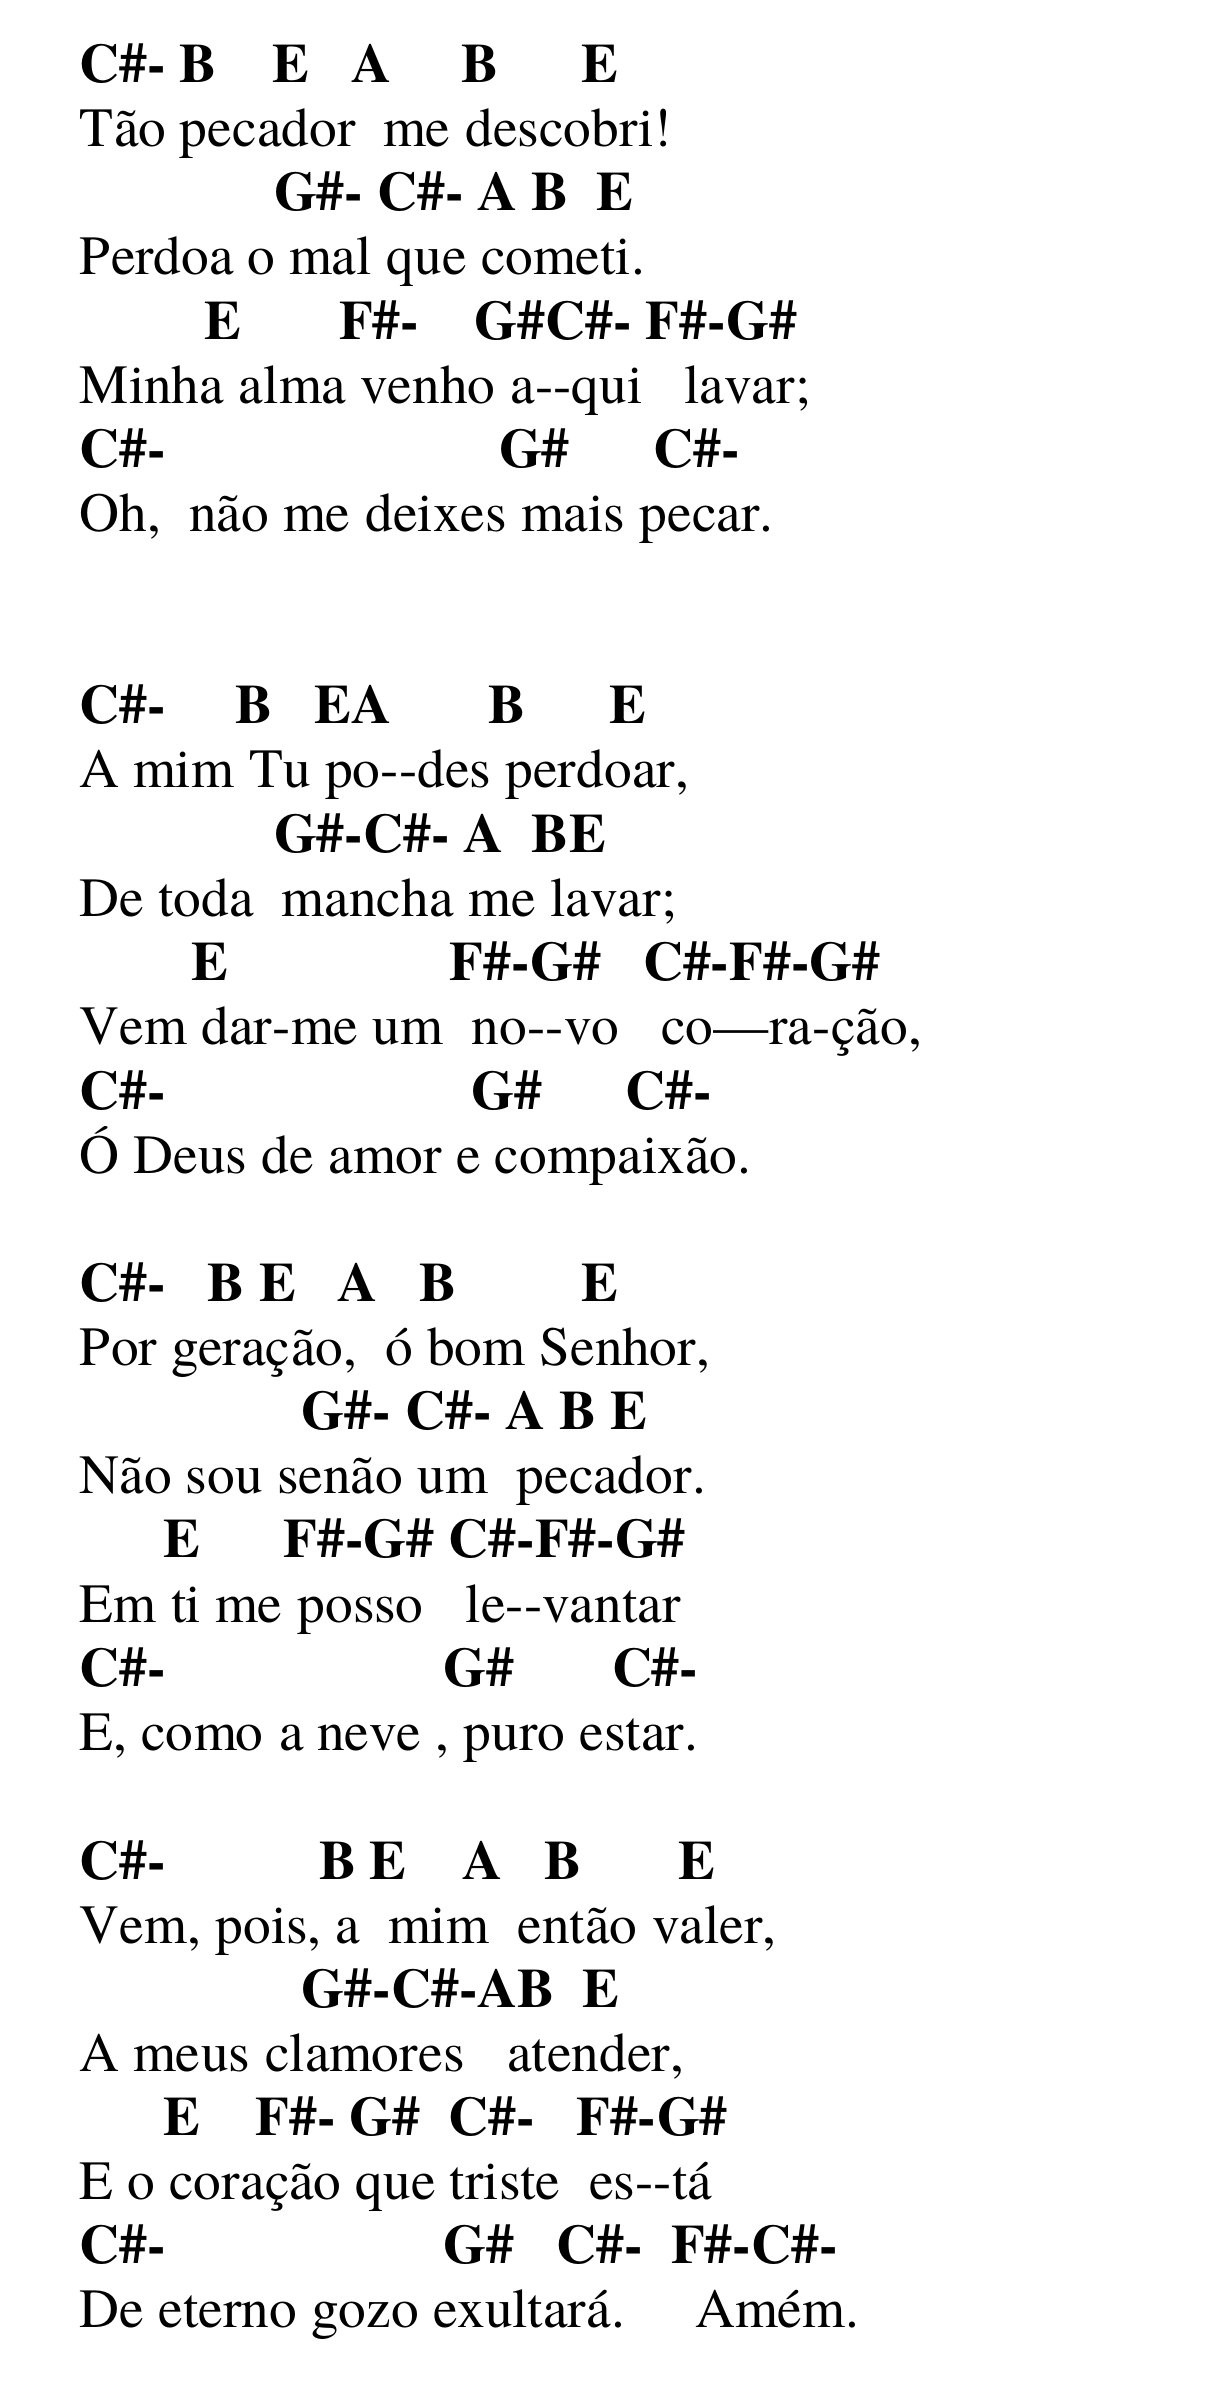 C#- B    E   A     B      E
Tão pecador  me descobri!
             G#- C#- A B  E
Perdoa o mal que cometi.
         E       F#-    G#C#- F#-G#
Minha alma venho a--qui   lavar;
C#-                        G#      C#-
Oh,  não me deixes mais pecar.
C#-     B   EA       B      E
A mim Tu po--des perdoar,
              G#-C#- A  BE
De toda  mancha me lavar;
        E                F#-G#   C#-F#-G#
Vem dar-me um  no--vo   co—ra-ção,
C#-                      G#      C#-
Ó Deus de amor e compaixão.
C#-   B E   A   B         E
Por geração,  ó bom Senhor,
                G#- C#- A B E
Não sou senão um  pecador.
      E      F#-G# C#-F#-G#
Em ti me posso   le--vantar
C#-                    G#       C#-
E, como a neve , puro estar.
C#-           B E    A   B       E
Vem, pois, a  mim  então valer,
                G#-C#-AB  E
A meus clamores   atender,
      E    F#- G#  C#-   F#-G#
E o coração que triste  es--tá
C#-                    G#   C#-  F#-C#-
De eterno gozo exultará.     Amém.